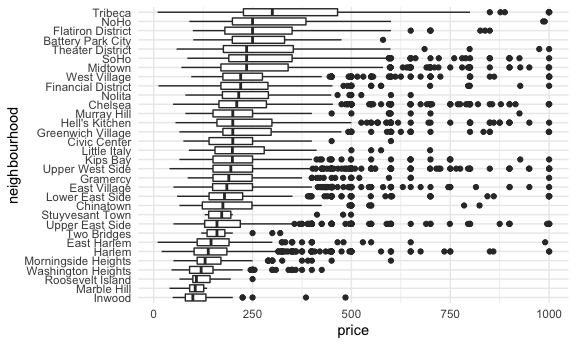 neighbourhood
Tribeca
NoHo
Flatiron District
Battery Park City
Theater District
SoHo
Midtown
West Village
Financial District
Nolita
Chelsea
Murray Hill
Hell's Kitchen
Greenwich Village
Civic Center
Little Italy
Kips Bay
Upper West Side
Gramercy
East Village
Lower East Side
Chinatown
Stuyvesant Town
Upper East Side
Two Bridges
East Harlem
Harlem
Morningside Heights
Washington Heights
Roosevelt Island
Marble Hill
Inwood
0 250 500 750 1000
price